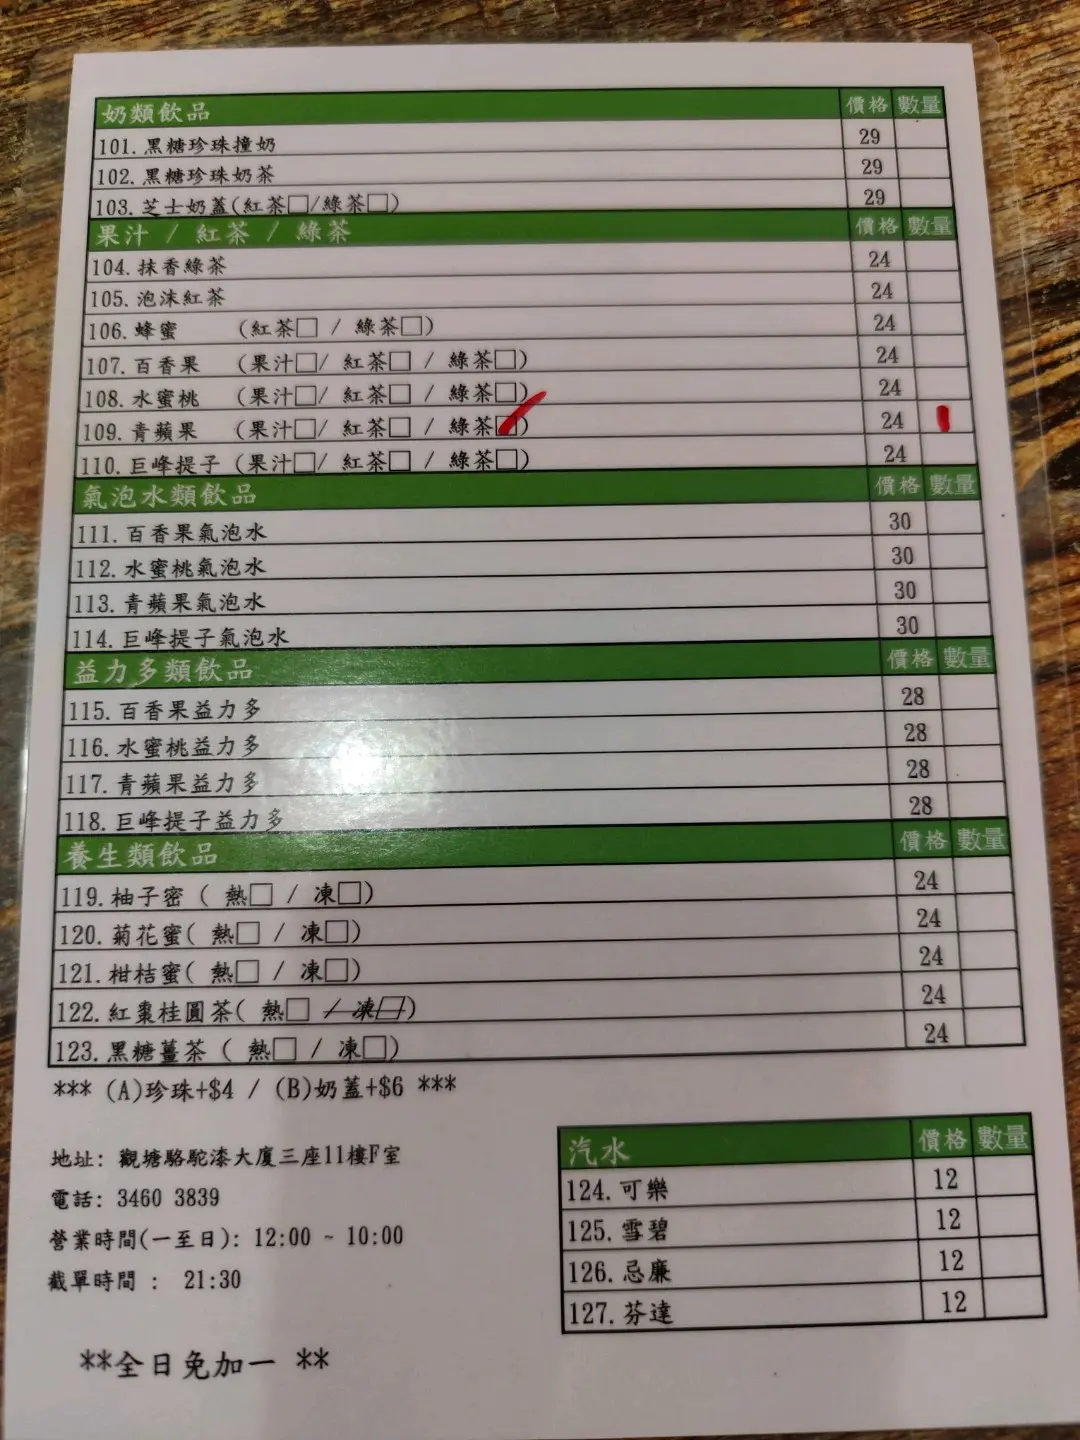 奶類飲品 價格 數量
101.黑糖珍珠撞奶 29
102.黑糖珍珠奶茶 29
103.芝士奶蓋(紅茶□/綠茶□) 29
果汁 / 紅茶 / 綠茶 價格 數量
104.抹香綠茶 24
105.泡沫紅茶 24
106.蜂蜜 (紅茶□ / 綠茶□) 24
107.百香果 (果汁□/ 紅茶□ / 綠茶□) 24
108.水蜜桃 (果汁□/ 紅茶□ / 綠茶□) 24
109.青蘋果 (果汁□/ 紅茶□ / 綠茶□) 24 1
110.巨峰提子 (果汁□/ 紅茶□ / 綠茶□) 24
氣泡水類飲品 價格 數量
111.百香果氣泡水 30
112.水蜜桃氣泡水 30
113.青蘋果氣泡水 30
114.巨峰提子氣泡水 30
益力多類飲品 價格 數量
115.百香果益力多 28
116.水蜜桃益力多 28
117.青蘋果益力多 28
118.巨峰提子益力多 28
養生類飲品 價格 數量
119.柚子密 ( 熱□ / 凍□) 24
120.菊花蜜( 熱□ / 凍□) 24
121.柑桔蜜( 熱□ / 凍□) 24
122.紅棗桂圓茶( 熱□ / 凍□) 24
123.黑糖薑茶 ( 熱□ / 凍□) 24
*** (A)珍珠+$4 / (B)奶蓋+$6 ***
地址: 觀塘駱駝漆大廈三座11樓F室
電話: 3460 3839
營業時間(一至日): 12:00 ~ 10:00
截單時間 : 21:30
**全日免加一 **
汽水 價格 數量
124.可樂 12
125.雪碧 12
126.忌廉 12
127.芬達 12